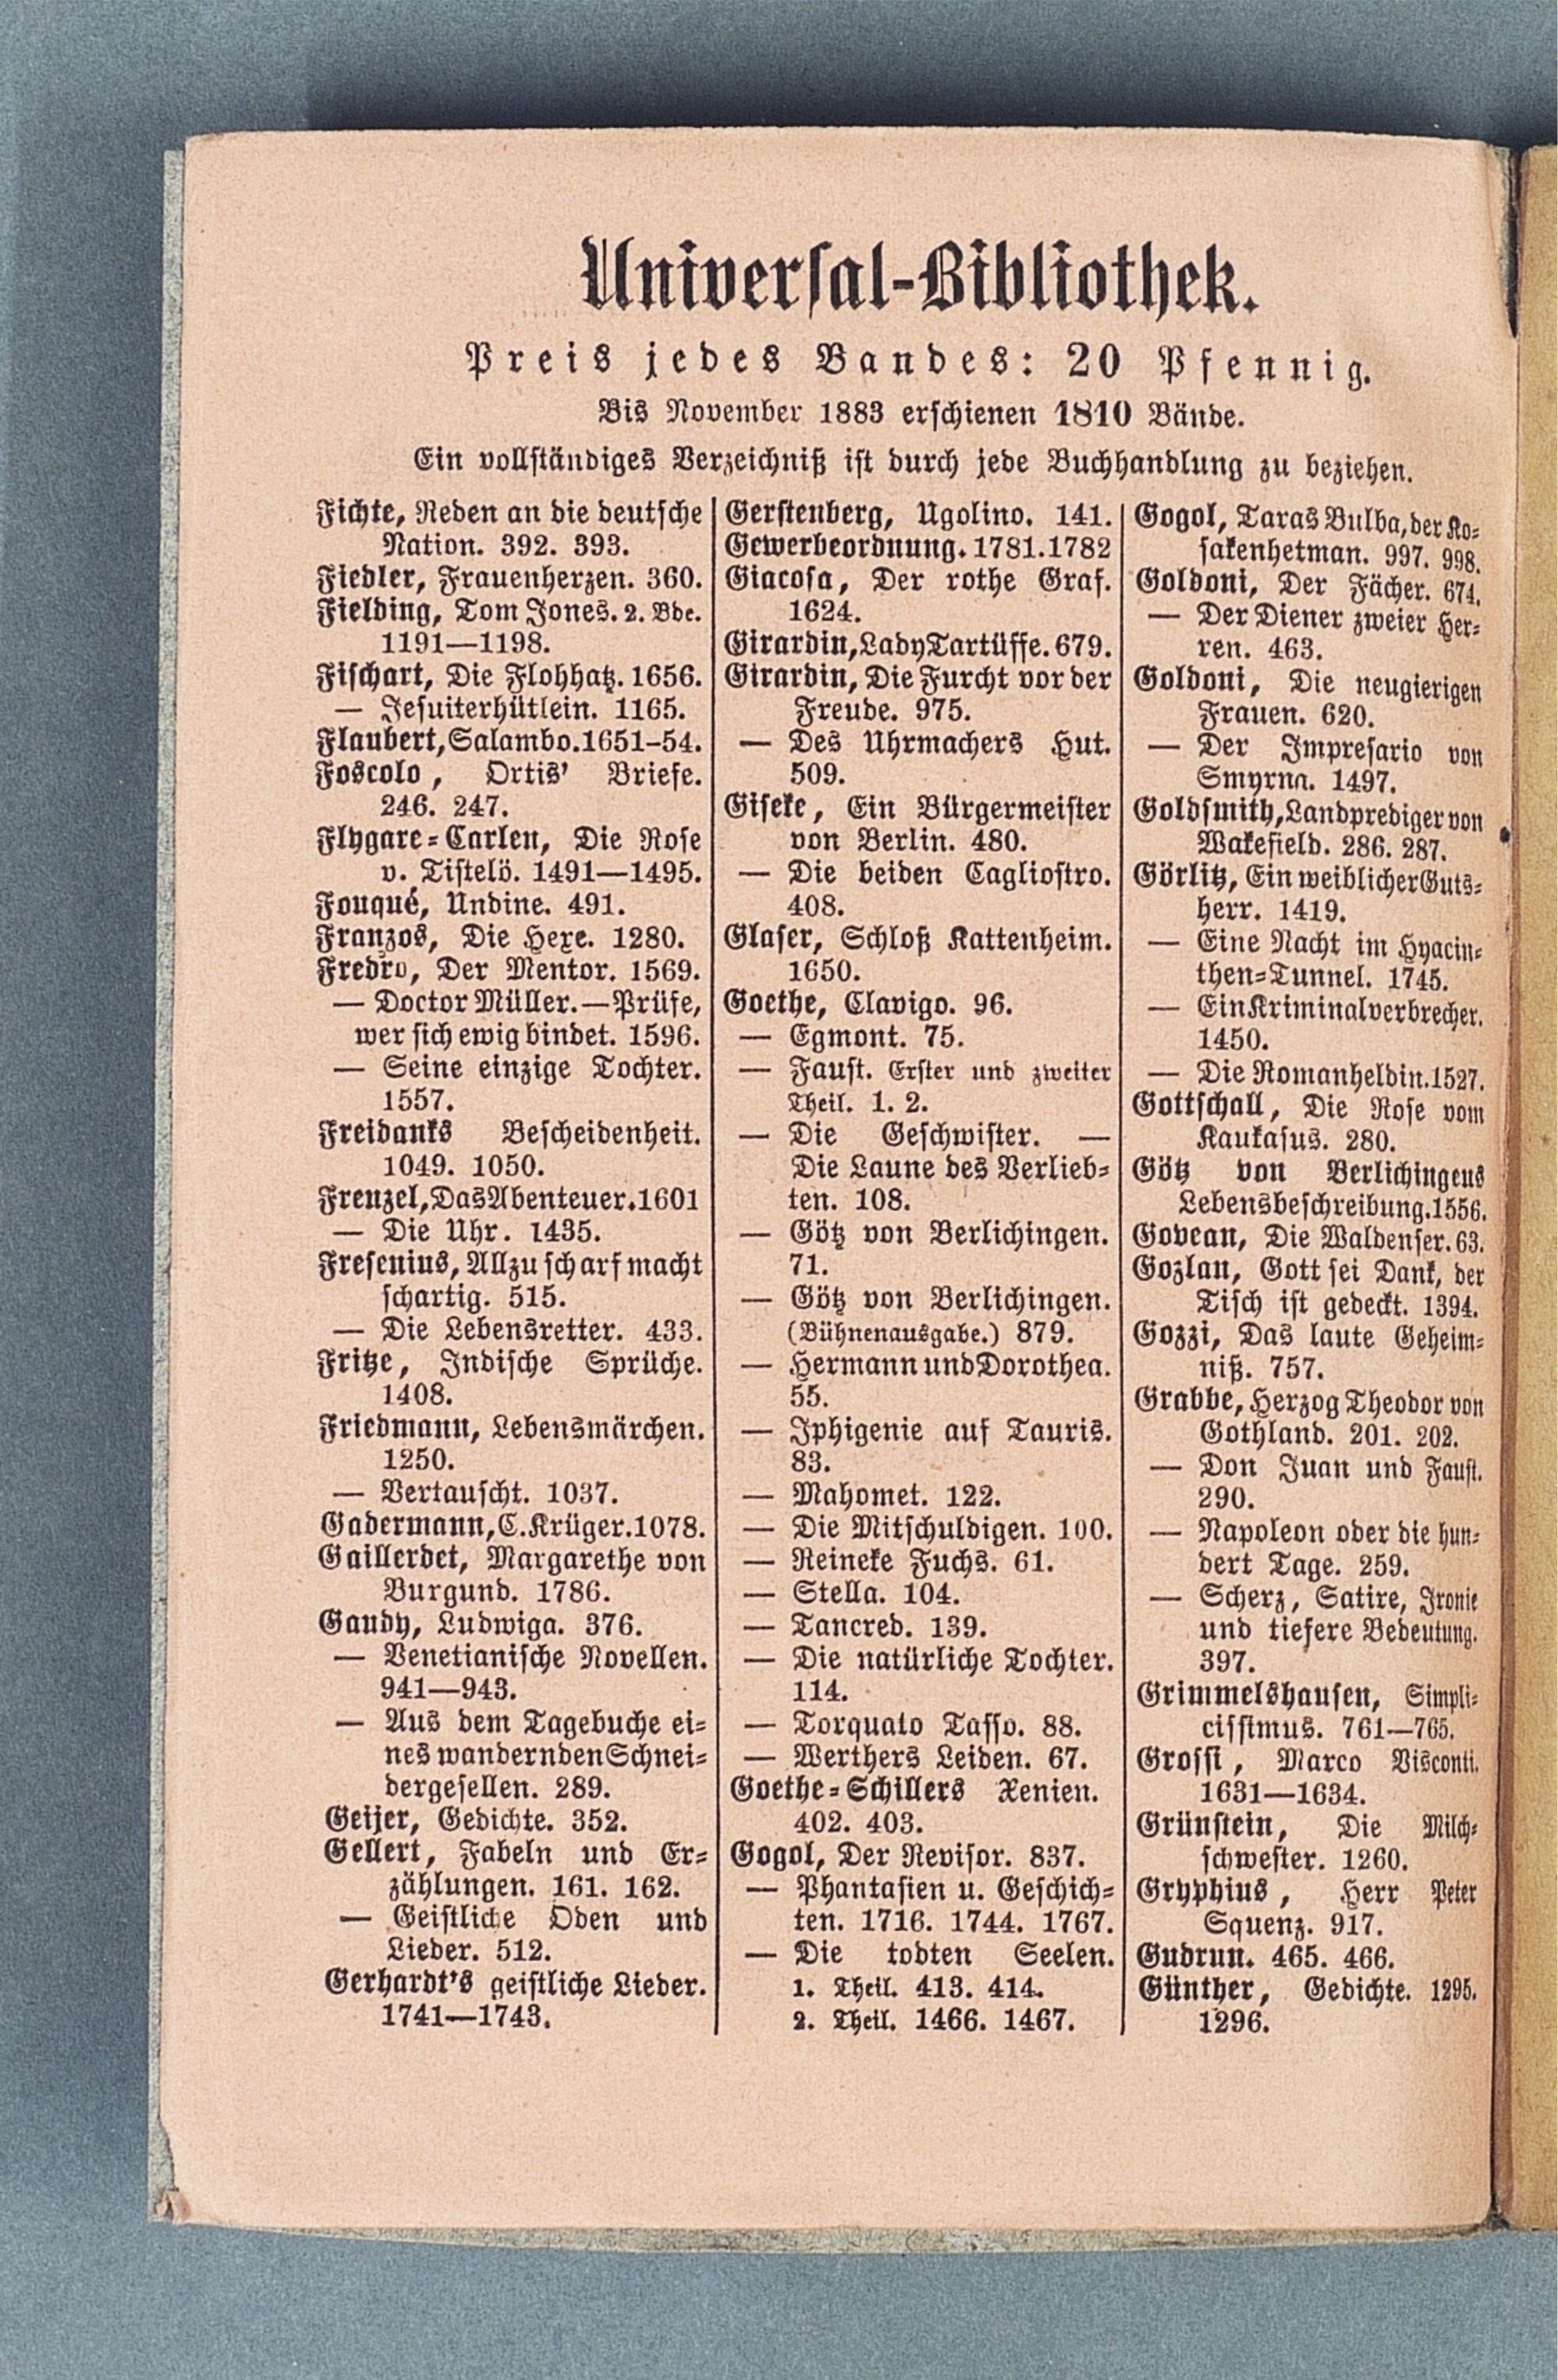 Universal-Bibliothek.
Preis jedes Bandes: 20 Pfennig.
Bis November 1883 erschienen 1810 Bände.
Ein vollständiges Verzeichniß ist durch jede Buchhandlung zu beziehen.
Fichte, Reden an die deutsche
Nation. 392. 393.
Fiedler, Frauenherzen. 360.
Fielding, Tom Jones. 2. Bde.
1191—1198.
Fischart, Die Flohhatz. 1656.
— Jesuiterhütlein. 1165.
Flaubert, Salambo. 1651-54.
Foscolo, Ortis' Briefe.
246. 247.
Flygare-Carlen, Die Rose
v. Tistelö. 1491—1495.
Fouqué, Undine. 491.
Franzos, Die Hexe. 1280.
Fredro, Der Mentor. 1569.
— Doctor Müller. — Prüfe,
wer sich ewig bindet. 1596.
— Seine einzige Tochter.
1557.
Freidanks Bescheidenheit.
1049. 1050.
Frenzel, Das Abenteuer. 1601
— Die Uhr. 1435.
Fresenius, Allzu scharf macht
schartig. 515.
— Die Lebensretter. 433.
Fritze, Indische Sprüche.
1408.
Friedmann, Lebensmärchen.
1250.
— Vertauscht. 1037.
Gadermann, C. Krüger. 1078.
Gaillerdet, Margarethe von
Burgund. 1786.
Gaudy, Ludwiga. 376.
— Venetianische Novellen.
941—943.
— Aus dem Tagebuche ei-
nes wandernden Schnei-
dergesellen. 289.
Geijer, Gedichte. 352.
Gellert, Fabeln und Er-
zählungen. 161. 162.
— Geistliche Oden und
Lieder. 512.
Gerhardt's geistliche Lieder.
1741—1743.
Gerstenberg, Ugolino. 141.
Gewerbeordnung. 1781. 1782
Giacosa, Der rothe Graf.
1624.
Girardin, Lady Tartüffe. 679.
Girardin, Die Furcht vor der
Freude. 975.
— Des Uhrmachers Hut.
509.
Giseke, Ein Bürgermeister
von Berlin. 480.
— Die beiden Cagliostro.
408.
Glaser, Schloß Kattenheim.
1650.
Goethe, Clavigo. 96.
— Egmont. 75.
— Faust. Erster und zweiter
Theil. 1. 2.
— Die Geschwister. —
Die Laune des Verlieb-
ten. 108.
— Götz von Berlichingen.
71.
— Götz von Berlichingen.
(Bühnenausgabe.) 879.
— Hermann und Dorothea.
55.
— Iphigenie auf Tauris.
83.
— Mahomet. 122.
— Die Mitschuldigen. 100.
— Reineke Fuchs. 61.
— Stella. 104.
— Tancred. 139.
— Die natürliche Tochter.
114.
— Torquato Tasso. 88.
— Werthers Leiden. 67.
Goethe-Schillers Xenien.
402. 403.
Gogol, Der Revisor. 837.
— Phantasien u. Geschich-
ten. 1716. 1744. 1767.
— Die todten Seelen.
1. Theil. 413. 414.
2. Theil. 1466. 1467.
Gogol, Taras Bulba, der Ko-
sakenhetman. 997. 998.
Goldoni, Der Fächer. 674.
— Der Diener zweier Her-
ren. 463.
Goldoni, Die neugierigen
Frauen. 620.
— Der Impresario von
Smyrna. 1497.
Goldsmith, Landprediger von
Wakefield. 286. 287.
Görlitz, Ein weiblicher Guts-
herr. 1419.
— Eine Nacht im Hyacin-
then-Tunnel. 1745.
— Ein Kriminalverbrecher.
1450.
— Die Romanheldin. 1527.
Gottschall, Die Rose vom
Kaukasus. 280.
Götz von Berlichingens
Lebensbeschreibung. 1556.
Govean, Die Waldenser. 63.
Gozlan, Gott sei Dank, der
Tisch ist gedeckt. 1394.
Gozzi, Das laute Geheim-
niß. 757.
Grabbe, Herzog Theodor von
Gothland. 201. 202.
— Don Juan und Faust.
290.
— Napoleon oder die hun-
dert Tage. 259.
— Scherz, Satire, Ironie
und tiefere Bedeutung.
397.
Grimmelshausen, Simpli-
cissimus. 761—765.
Grossi, Marco Visconti.
1631—1634.
Grünstein, Die Milch-
schwester. 1260.
Gryphius, Herr Peter
Squenz. 917.
Gudrun. 465. 466.
Günther, Gedichte. 1295.
1296.